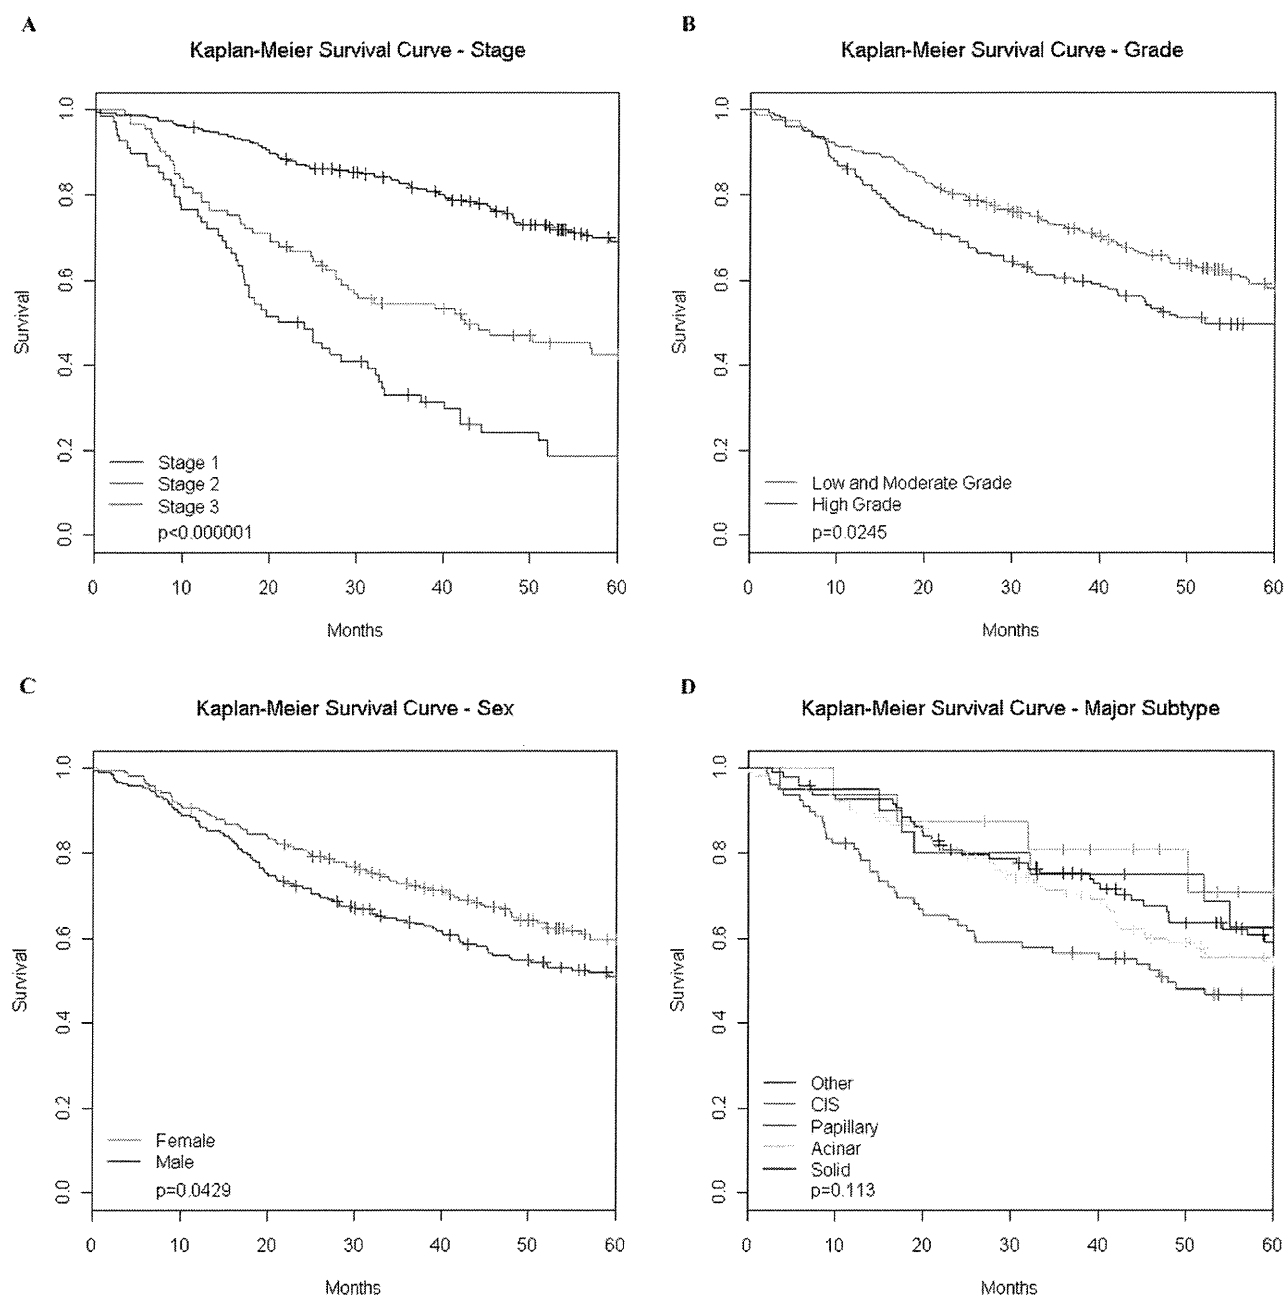 A
Kaplan-Meier Survival Curve - Stage
1.0
0.8
0.6
0.4
0.2
0.0
Survival
Stage 1
Stage 2
Stage 3
p<0.000001
0 10 20 30 40 50 60
Months
B
Kaplan-Meier Survival Curve - Grade
1.0
0.8
0.6
0.4
0.2
0.0
Survival
Low and Moderate Grade
High Grade
p=0.0245
0 10 20 30 40 50 60
Months
C
Kaplan-Meier Survival Curve - Sex
1.0
0.8
0.6
0.4
0.2
0.0
Survival
Female
Male
p=0.0429
0 10 20 30 40 50 60
Months
D
Kaplan-Meier Survival Curve - Major Subtype
1.0
0.8
0.6
0.4
0.2
0.0
Survival
Other
CIS
Papillary
Acinar
Solid
p=0.113
0 10 20 30 40 50 60
Months